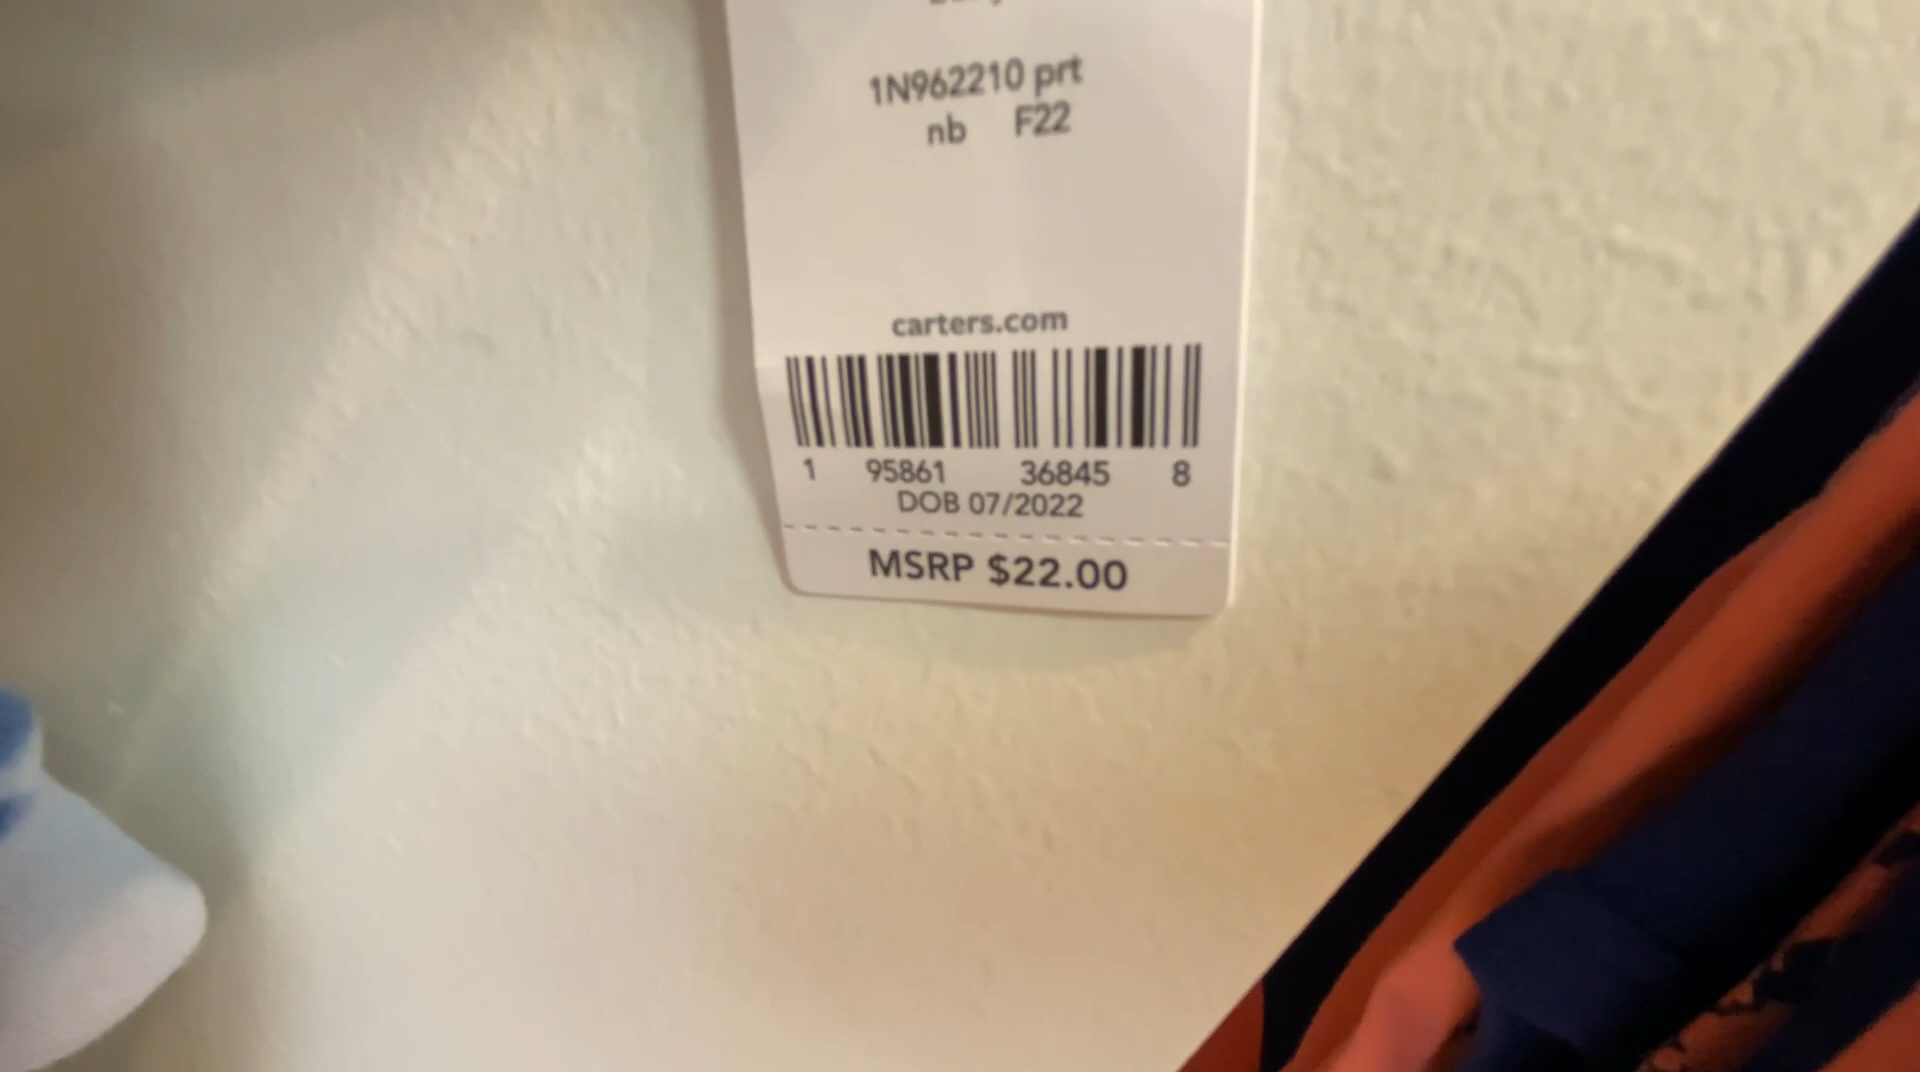 1N962210 prt
nb F22
carters.com
1 95861 36845 8
DOB 07/2022
MSRP $22.00